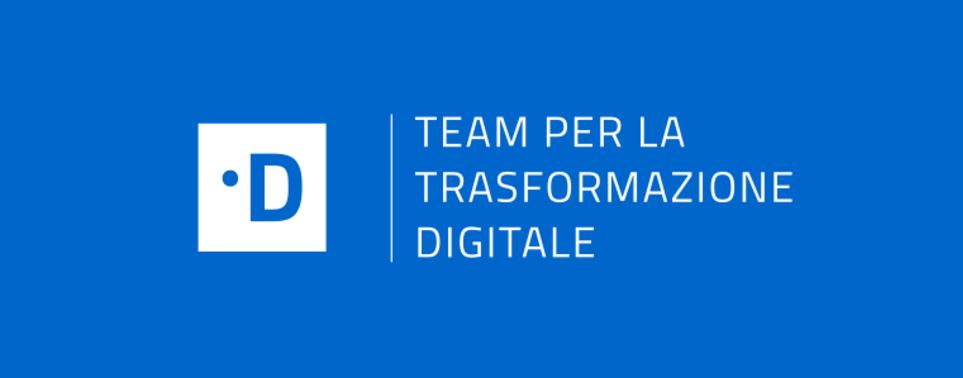 ·D
TEAM PER LA
TRASFORMAZIONE
DIGITALE